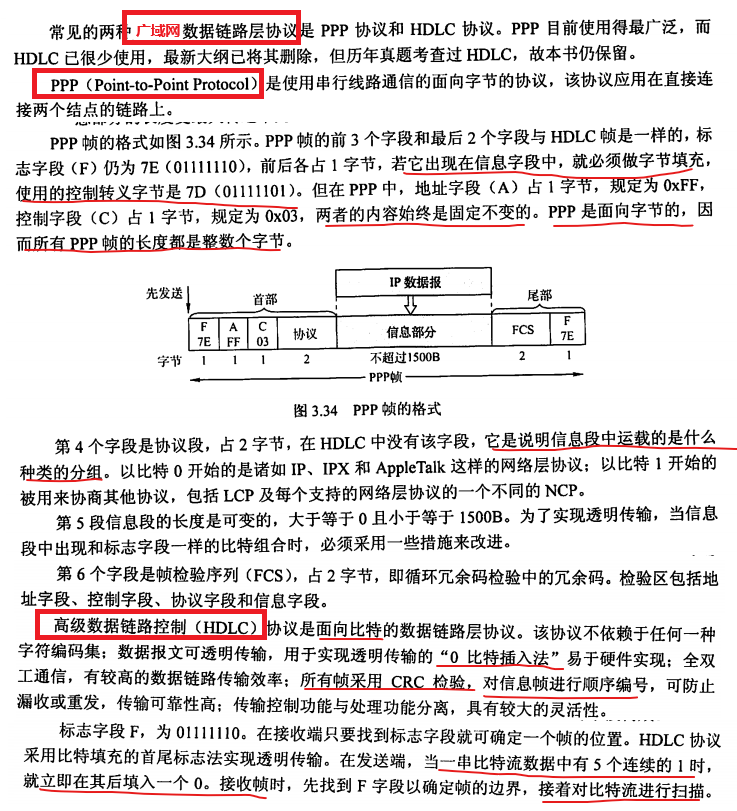 常见的两种广域网数据链路层协议是 PPP 协议和 HDLC 协议。PPP 目前使用得最广泛，而
HDLC 已很少使用，最新大纲已将其删除，但历年真题考查过 HDLC，故本书仍保留。
PPP（Point-to-Point Protocol）是使用串行线路通信的面向字节的协议，该协议应用在直接连
接两个结点的链路上。
PPP 帧的格式如图 3.34 所示。PPP 帧的前 3 个字段和最后 2 个字段与 HDLC 帧是一样的，标
志字段（F）仍为 7E（01111110），前后各占 1 字节，若它出现在信息字段中，就必须做字节填充，
使用的控制转义字节是 7D（01111101）。但在 PPP 中，地址字段（A）占 1 字节，规定为 0xFF，
控制字段（C）占 1 字节，规定为 0x03，两者的内容始终是固定不变的。PPP 是面向字节的，因
而所有 PPP 帧的长度都是整数个字节。
IP 数据报
先发送
首部
尾部
F A C 协议 信息部分 FCS F
7E FF 03 7E
字节 1 1 1 2 不超过1500B 2 1
PPP帧
图 3.34 PPP 帧的格式
第 4 个字段是协议段，占 2 字节，在 HDLC 中没有该字段，它是说明信息段中运载的是什么
种类的分组。以比特 0 开始的是诸如 IP、IPX 和 AppleTalk 这样的网络层协议；以比特 1 开始的
被用来协商其他协议，包括 LCP 及每个支持的网络层协议的一个不同的 NCP。
第 5 段信息段的长度是可变的，大于等于 0 且小于等于 1500B。为了实现透明传输，当信息
段中出现和标志字段一样的比特组合时，必须采用一些措施来改进。
第 6 个字段是帧检验序列（FCS），占 2 字节，即循环冗余码检验中的冗余码。检验区包括地
址字段、控制字段、协议字段和信息字段。
高级数据链路控制（HDLC）协议是面向比特的数据链路层协议。该协议不依赖于任何一种
字符编码集；数据报文可透明传输，用于实现透明传输的“0 比特插入法”易于硬件实现；全双
工通信，有较高的数据链路传输效率；所有帧采用 CRC 检验，对信息帧进行顺序编号，可防止
漏收或重发，传输可靠性高；传输控制功能与处理功能分离，具有较大的灵活性。
标志字段 F，为 01111110。在接收端只要找到标志字段就可确定一个帧的位置。HDLC 协议
采用比特填充的首尾标志法实现透明传输。在发送端，当一串比特流数据中有 5 个连续的 1 时，
就立即在其后填入一个 0。接收帧时，先找到 F 字段以确定帧的边界，接着对比特流进行扫描。